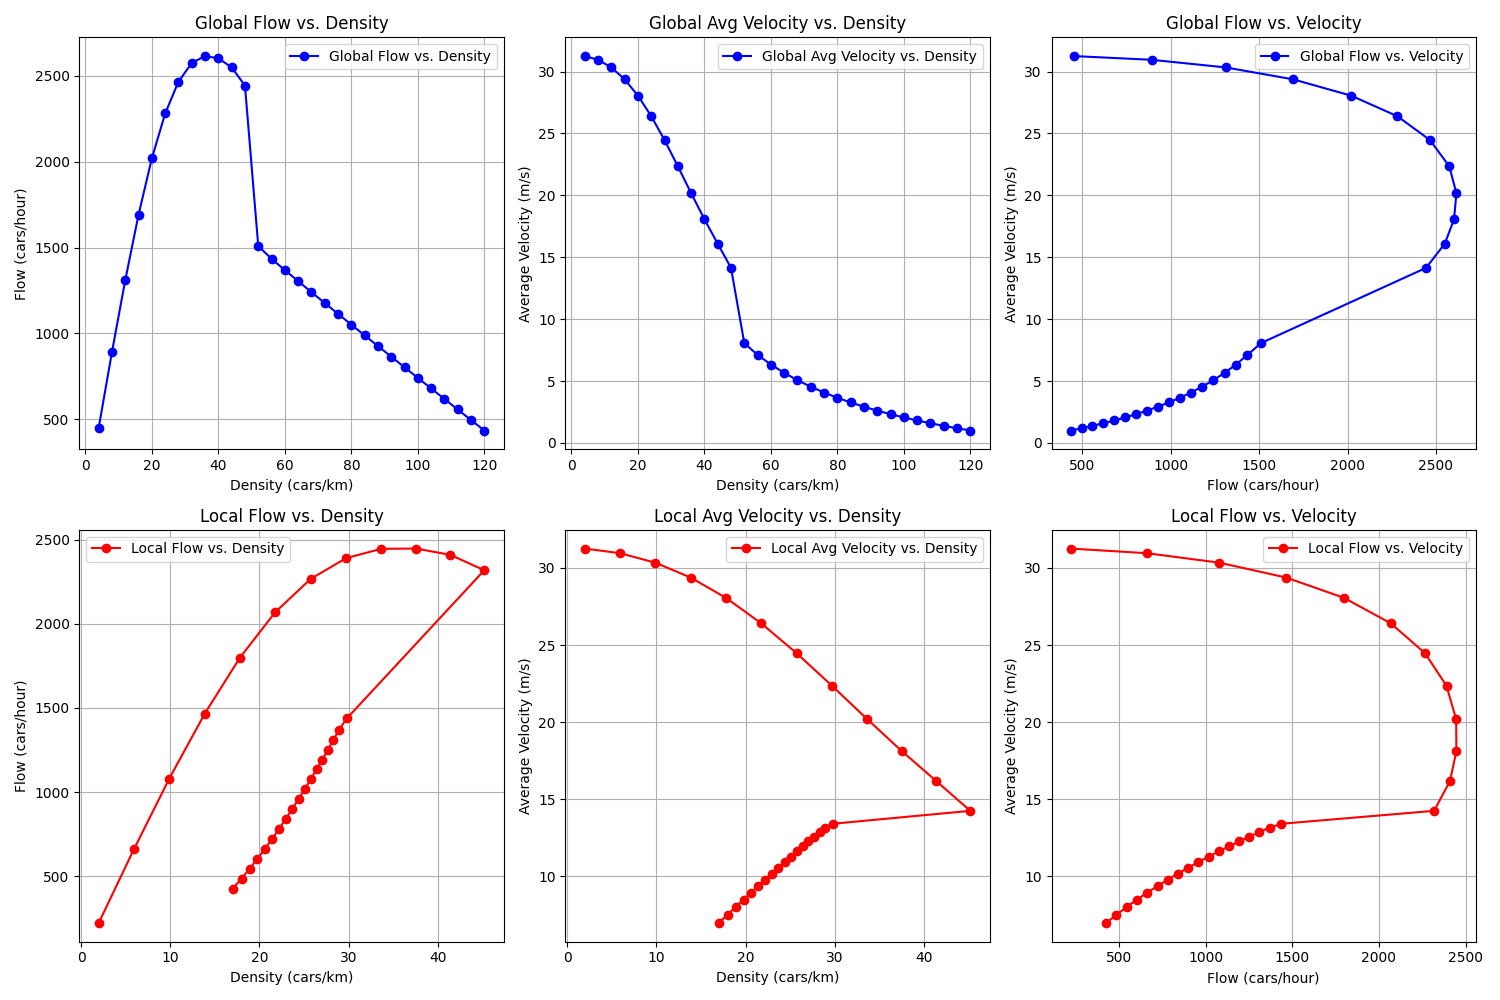 Global Flow vs. Density
Global Flow vs. Density
Flow (cars/hour)
2500
2000
1500
1000
500
0 20 40 60 80 100 120
Density (cars/km)
Global Avg Velocity vs. Density
Global Avg Velocity vs. Density
Average Velocity (m/s)
30
25
20
15
10
5
0
0 20 40 60 80 100 120
Density (cars/km)
Global Flow vs. Velocity
Global Flow vs. Velocity
Average Velocity (m/s)
30
25
20
15
10
5
0
500 1000 1500 2000 2500
Flow (cars/hour)
Local Flow vs. Density
Local Flow vs. Density
Flow (cars/hour)
2500
2000
1500
1000
500
0 10 20 30 40
Density (cars/km)
Local Avg Velocity vs. Density
Local Avg Velocity vs. Density
Average Velocity (m/s)
30
25
20
15
10
0 10 20 30 40
Density (cars/km)
Local Flow vs. Velocity
Local Flow vs. Velocity
Average Velocity (m/s)
30
25
20
15
10
500 1000 1500 2000 2500
Flow (cars/hour)